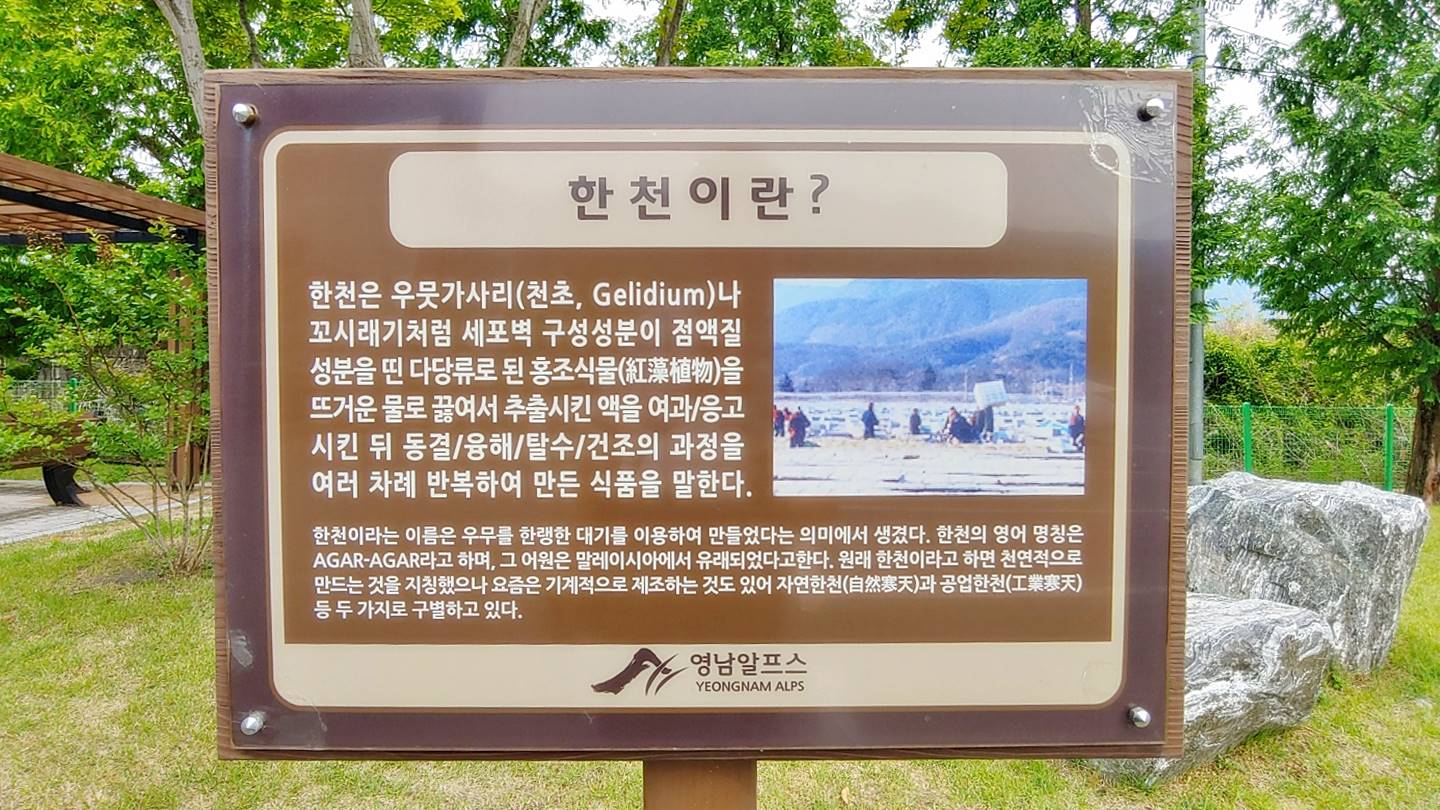 한천이란?
한천은 우뭇가사리(천초, Gelidium)나
꼬시래기처럼 세포벽 구성성분이 점액질
성분을 띤 다당류로 된 홍조식물(紅藻植物)을
뜨거운 물로 끓여서 추출시킨 액을 여과/응고
시킨 뒤 동결/융해/탈수/건조의 과정을
여러 차례 반복하여 만든 식품을 말한다.
한천이라는 이름은 우무를 한랭한 대기를 이용하여 만들었다는 의미에서 생겼다. 한천의 영어 명칭은
AGAR-AGAR라고 하며, 그 어원은 말레이시아에서 유래되었다고한다. 원래 한천이라고 하면 천연적으로
만드는 것을 지칭했으나 요즘은 기계적으로 제조하는 것도 있어 자연한천(自然寒天)과 공업한천(工業寒天)
등 두 가지로 구별하고 있다.
영남알프스
YEONGNAM ALPS